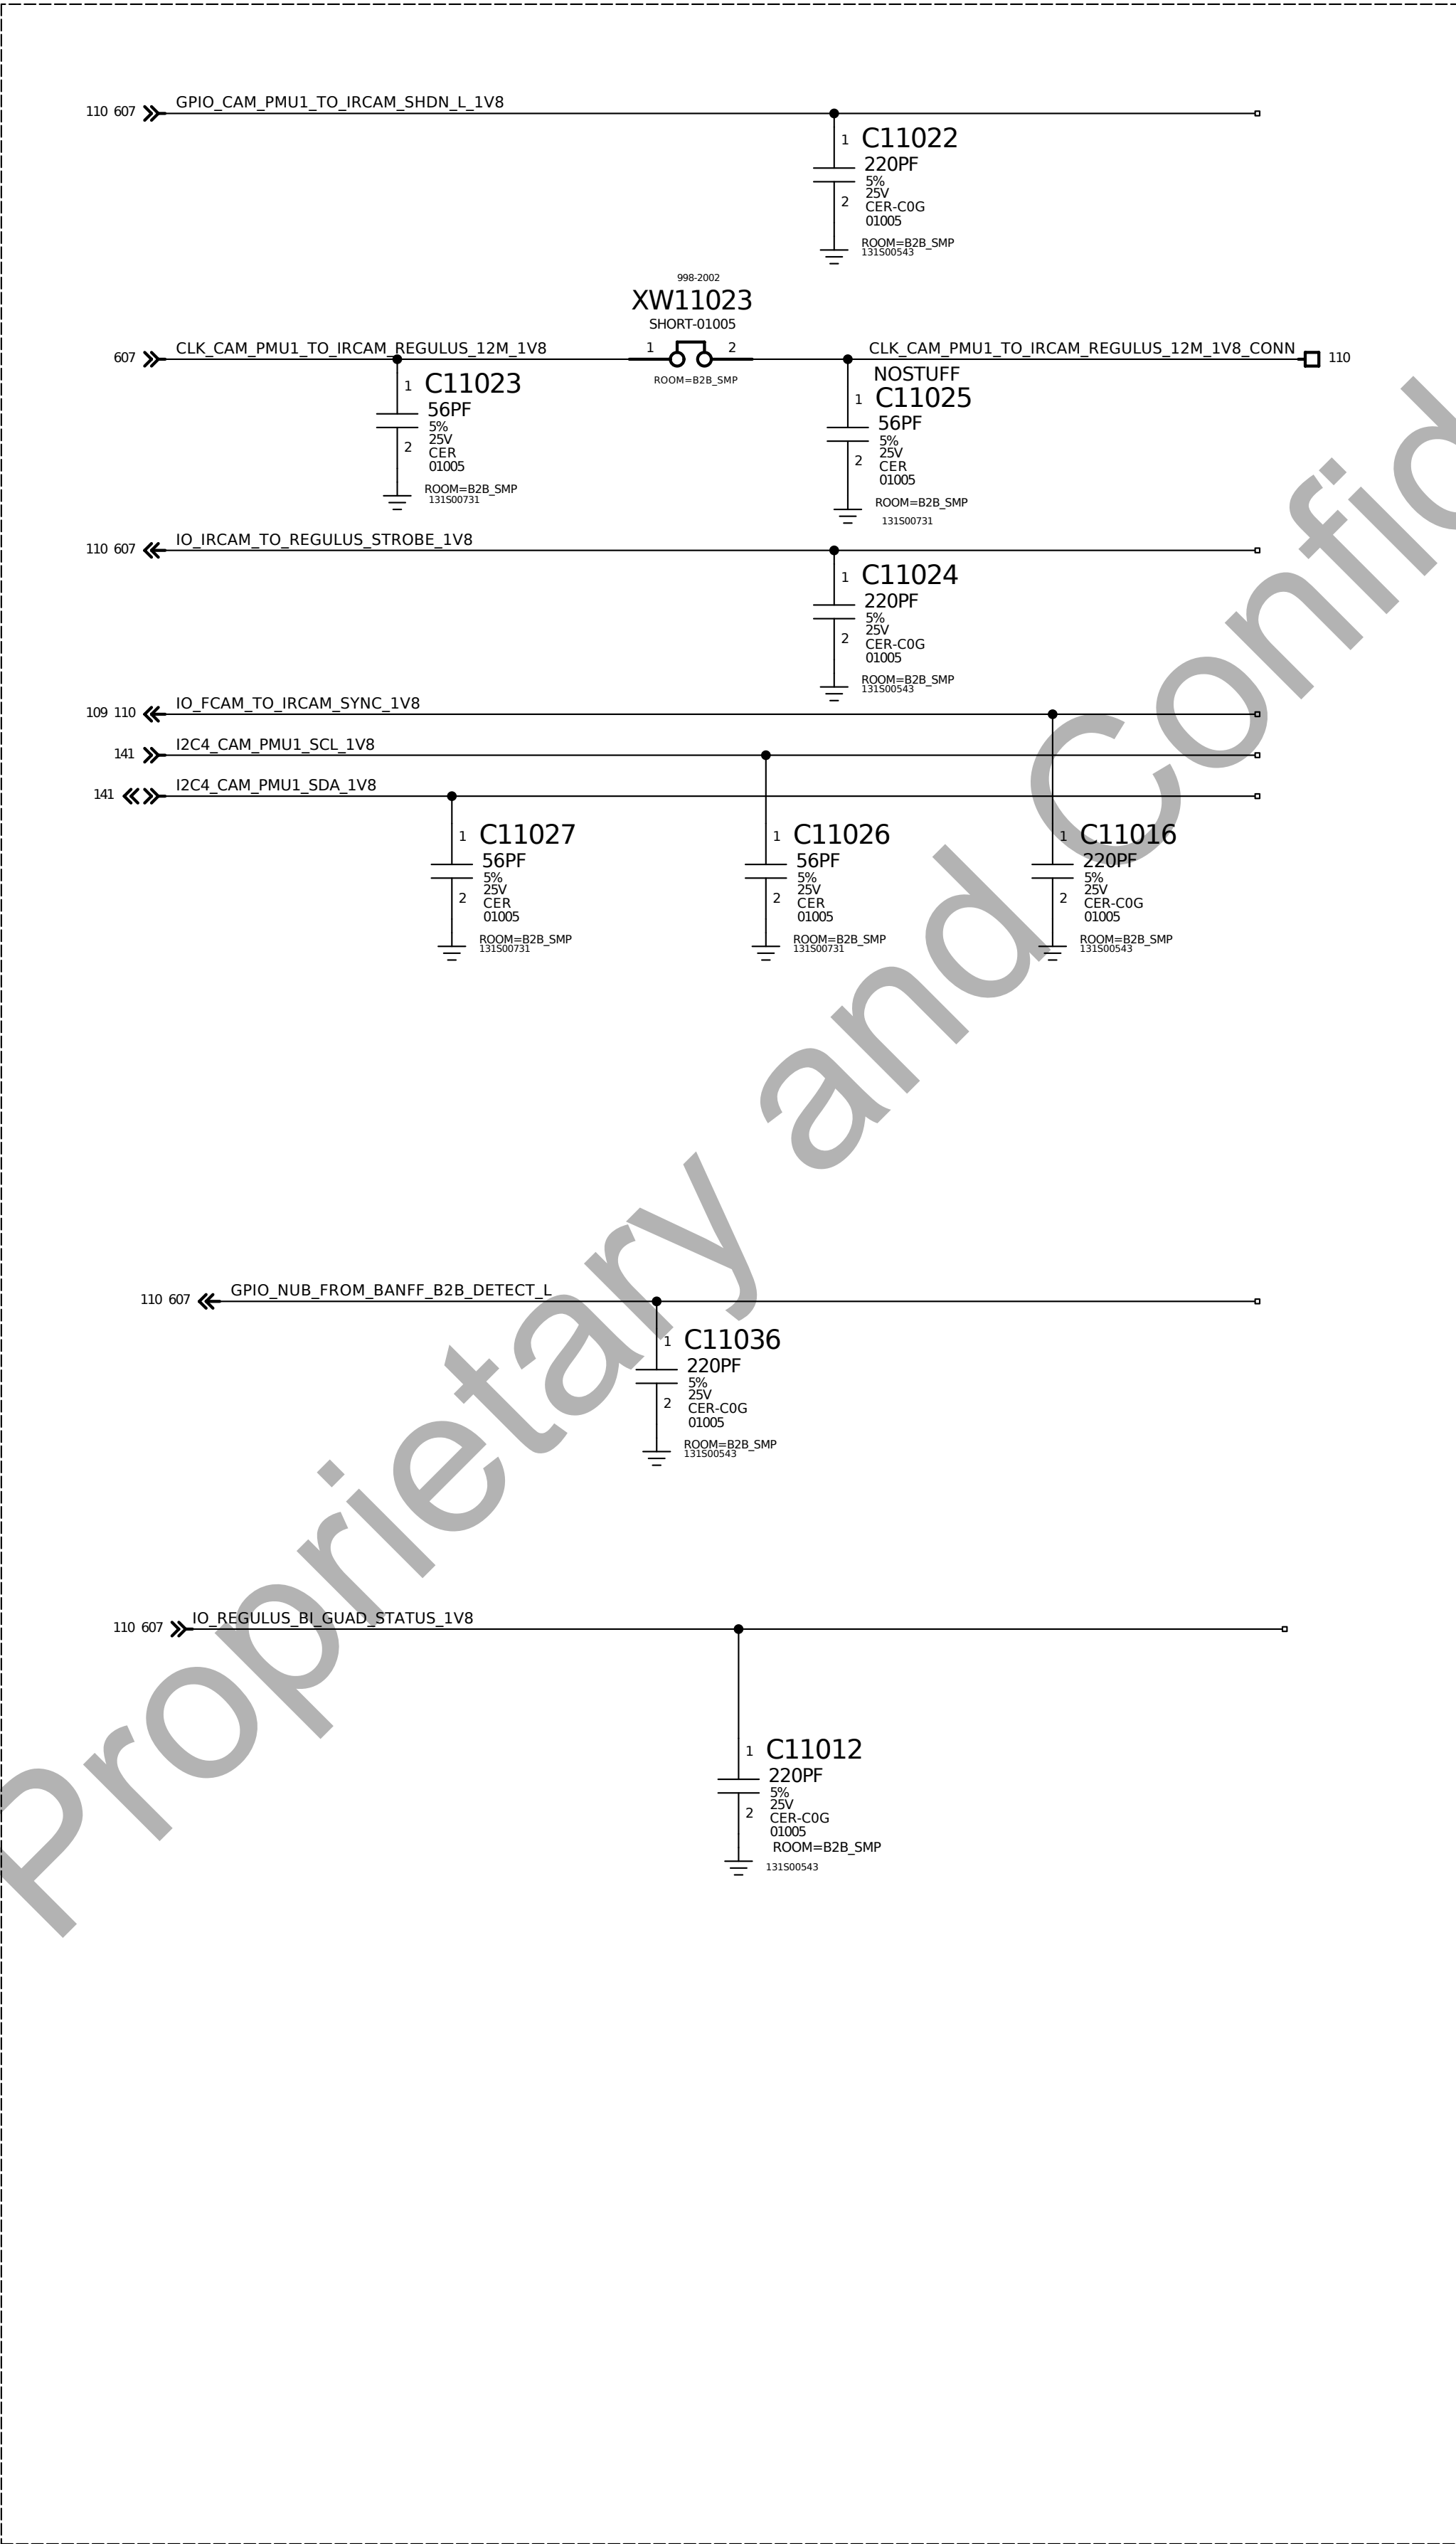 GPIO_CAM_PMU1_TO_IRCAM_SHDN_L_1V8
110 607
1 C11022
220PF
5%
25V
2 CER-C0G
01005
ROOM=B2B_SMP
131S00543
998-2002
XW11023
SHORT-01005
607 CLK_CAM_PMU1_TO_IRCAM_REGULUS_12M_1V8
1 2
ROOM=B2B_SMP
CLK_CAM_PMU1_TO_IRCAM_REGULUS_12M_1V8_CONN 110
1 C11023
56PF
5%
25V
2 CER
01005
ROOM=B2B_SMP
131S00731
NOSTUFF
1 C11025
56PF
5%
25V
2 CER
01005
ROOM=B2B_SMP
131S00731
110 607 IO_IRCAM_TO_REGULUS_STROBE_1V8
1 C11024
220PF
5%
25V
2 CER-C0G
01005
ROOM=B2B_SMP
131S00543
109 110 IO_FCAM_TO_IRCAM_SYNC_1V8
141 I2C4_CAM_PMU1_SCL_1V8
141 I2C4_CAM_PMU1_SDA_1V8
1 C11027
56PF
5%
25V
2 CER
01005
ROOM=B2B_SMP
131S00731
1 C11026
56PF
5%
25V
2 CER
01005
ROOM=B2B_SMP
131S00731
1 C11016
220PF
5%
25V
2 CER-C0G
01005
ROOM=B2B_SMP
131S00543
110 607 GPIO_NUB_FROM_BANFF_B2B_DETECT_L
1 C11036
220PF
5%
25V
2 CER-C0G
01005
ROOM=B2B_SMP
131S00543
110 607 IO_REGULUS_BI_GUAD_STATUS_1V8
1 C11012
220PF
5%
25V
2 CER-C0G
01005
ROOM=B2B_SMP
131S00543
Proprietary and Confid